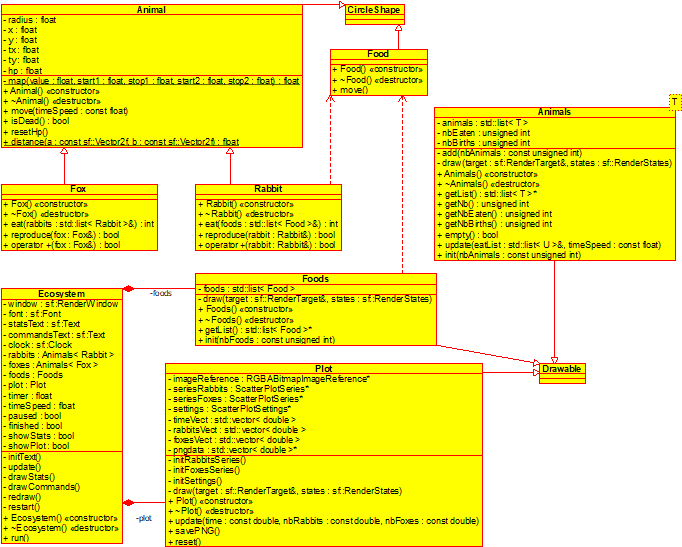 Animal
- radius : float
- x : float
- y : float
- tx : float
- ty : float
- hp : float
- map(value : float, start1 : float, stop1 : float, start2 : float, stop2 : float) : float
+ Animal() «constructor»
+ ~Animal() «destructor»
+ move(timeSpeed : const float)
+ isDead() : bool
+ resetHp()
+ distance(a : const sf::Vector2f, b : const sf::Vector2f) : float
CircleShape
Food
+ Food() «constructor»
+ ~Food() «destructor»
+ move()
T
Animals
- animals : std::list< T >
- nbEaten : unsigned int
- nbBirths : unsigned int
- add(nbAnimals : const unsigned int)
- draw(target : sf::RenderTarget&, states : sf::RenderStates)
+ Animals() «constructor»
+ ~Animals() «destructor»
+ getList() : std::list< T >*
+ getNb() : unsigned int
+ getNbEaten() : unsigned int
+ getNbBirths() : unsigned int
+ empty() : bool
+ update(eatList : std::list< U >&, timeSpeed : const float)
+ init(nbAnimals : const unsigned int)
Fox
+ Fox() «constructor»
+ ~Fox() «destructor»
+ eat(rabbits : std::list< Rabbit >&) : int
+ reproduce(fox : Fox&) : bool
+ operator +(fox : Fox&) : bool
Rabbit
+ Rabbit() «constructor»
+ ~Rabbit() «destructor»
+ eat(foods : std::list< Food >&) : int
+ reproduce(rabbit : Rabbit&) : bool
+ operator +(rabbit : Rabbit&) : bool
Foods
- foods : std::list< Food >
- draw(target : sf::RenderTarget&, states : sf::RenderStates)
+ Foods() «constructor»
+ ~Foods() «destructor»
+ getList() : std::list< Food >*
+ init(nbFoods : const unsigned int)
-foods
Ecosystem
- window : sf::RenderWindow
- font : sf::Font
- statsText : sf::Text
- commandsText : sf::Text
- clock : sf::Clock
- rabbits : Animals< Rabbit >
- foxes : Animals< Fox >
- foods : Foods
- plot : Plot
- timer : float
- timeSpeed : float
- paused : bool
- finished : bool
- showStats : bool
- showPlot : bool
- initText()
- update()
- drawStats()
- drawCommands()
- redraw()
- restart()
+ Ecosystem() «constructor»
+ ~Ecosystem() «destructor»
+ run()
-plot
Plot
- imageReference : RGBABitmapImageReference*
- seriesRabbits : ScatterPlotSeries*
- seriesFoxes : ScatterPlotSeries*
- settings : ScatterPlotSettings*
- timeVect : std::vector< double >
- rabbitsVect : std::vector< double >
- foxesVect : std::vector< double >
- pngdata : std::vector< double >*
- initRabbitsSeries()
- initFoxesSeries()
- initSettings()
- draw(target : sf::RenderTarget&, states : sf::RenderStates)
+ Plot() «constructor»
+ ~Plot() «destructor»
+ update(time : const double, nbRabbits : const double, nbFoxes : const double)
+ savePNG()
+ reset()
Drawable